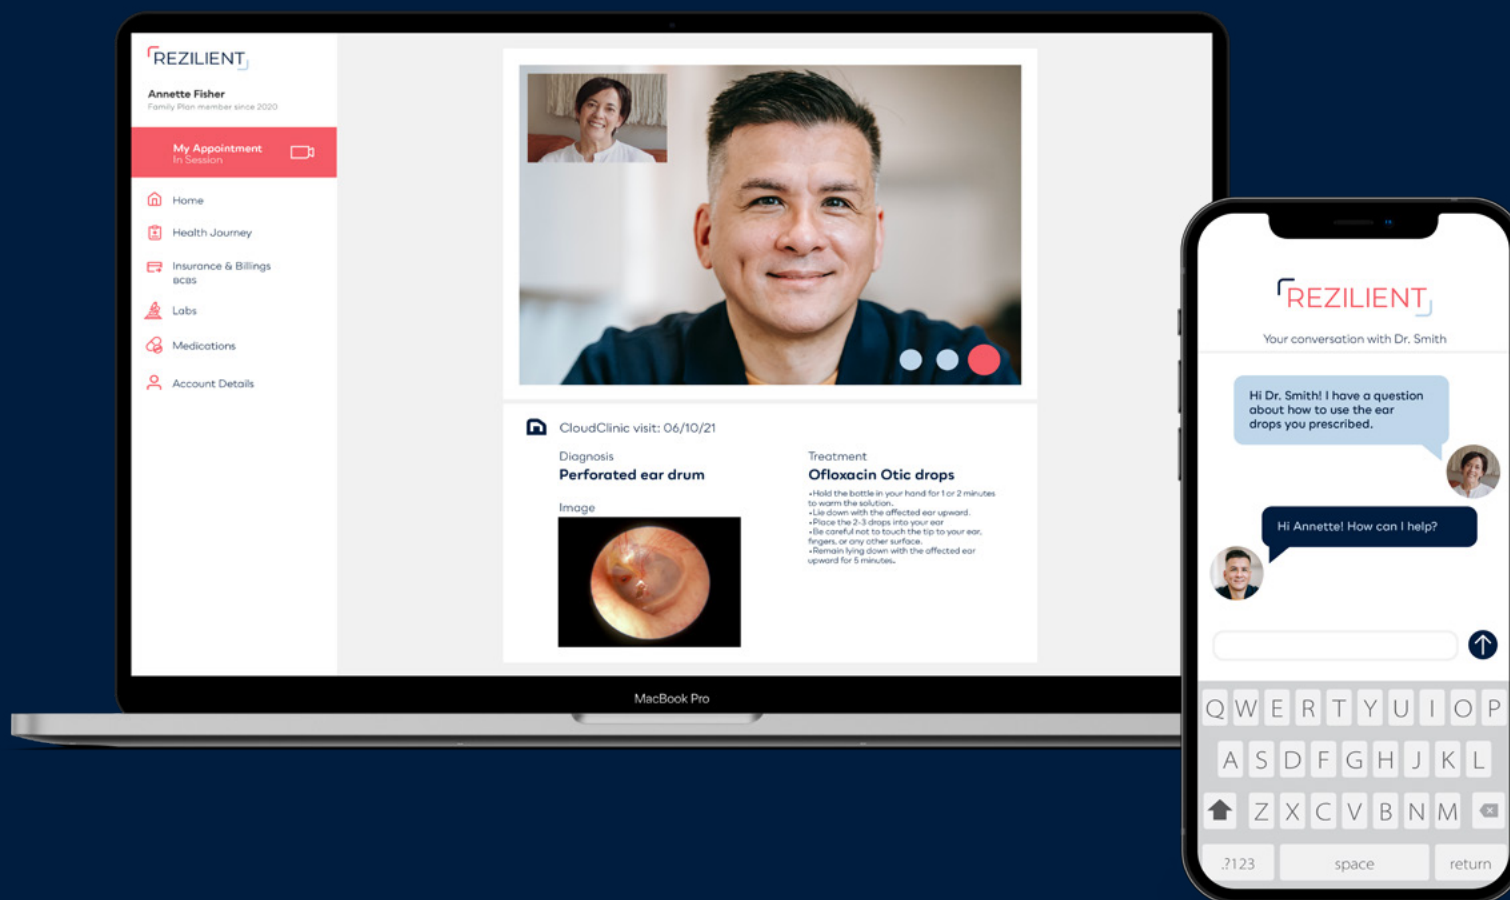 REZILIENT
Annette Fisher
Family Plan member since 2020
My Appointment
In Session
Home
Health Journey
Insurance & Billings
BCBS
Labs
Medications
Account Details
CloudClinic visit: 06/10/21
Diagnosis
Perforated ear drum
Image
Treatment
Ofloxacin Otic drops
•Hold the bottle in your hand for 1 or 2 minutes
to warm the solution.
•Lie down with the affected ear upward.
•Place the 2-3 drops into your ear
•Be careful not to touch the tip to your ear,
fingers, or any other surface.
•Remain lying down with the affected ear
upward for 5 minutes.
MacBook Pro
REZILIENT
Your conversation with Dr. Smith
Hi Dr. Smith! I have a question
about how to use the ear
drops you prescribed.
Hi Annette! How can I help?
Q W E R T Y U I O P
A S D F G H J K L
Z X C V B N M
.?123 space return